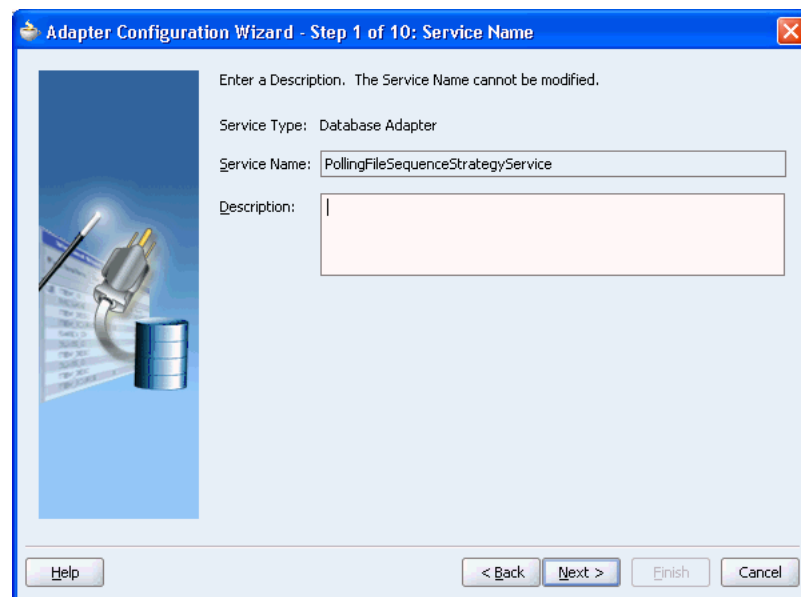 Adapter Configuration Wizard - Step 1 of 10: Service Name
Enter a Description. The Service Name cannot be modified.
Service Type: Database Adapter
Service Name: PollingFileSequenceStrategyService
Description:
Help
< Back
Next >
Finish
Cancel